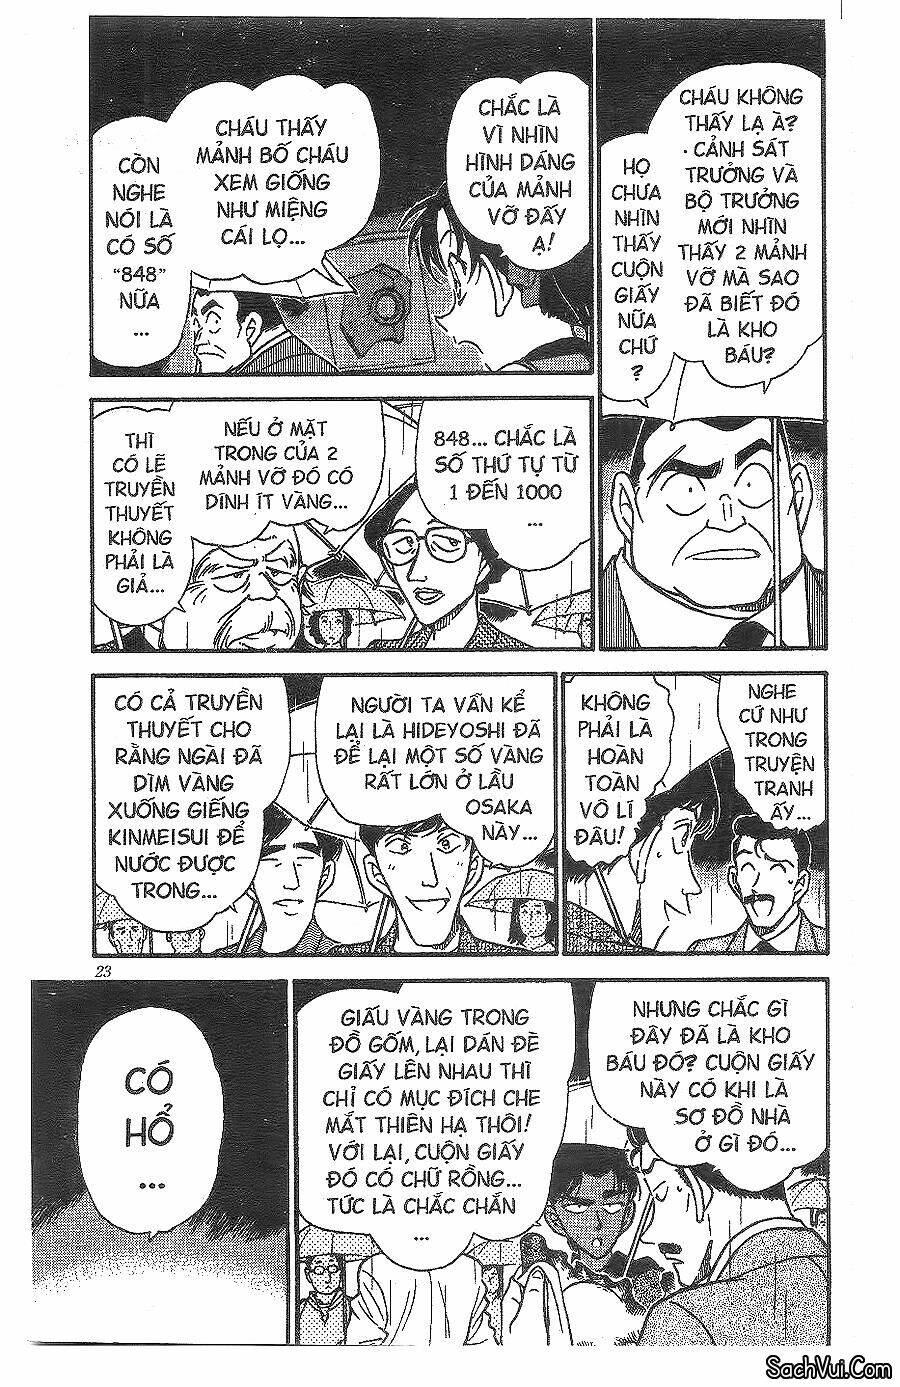 CHÁU KHÔNG
THẤY LẠ À?
CẢNH SÁT
TRƯỞNG VÀ
BỘ TRƯỞNG
MỚI NHÌN
THẤY 2 MẢNH
VỠ MÀ SAO
ĐÃ BIẾT ĐÓ
LÀ KHO
BÁU?
HỌ
CHƯA
NHÌN
THẤY
CUỘN
GIẤY
NỮA
CHỨ
?
CHẮC LÀ
VÌ NHÌN
HÌNH DÁNG
CỦA MẢNH
VỠ ĐẤY
Ạ!
CHÁU THẤY
MẢNH BỐ CHÁU
XEM GIỐNG
NHƯ MIỆNG
CÁI LỌ...
CÒN
NGHE
NÓI LÀ
CÓ SỐ
"848"
NỮA
...
848... CHẮC LÀ
SỐ THỨ TỰ TỪ
1 ĐẾN 1000
...
NẾU Ở MẶT
TRONG CỦA 2
MẢNH VỠ ĐÓ CÓ
DÍNH ÍT VÀNG...
THÌ
CÓ LẼ
TRUYỀN
THUYẾT
KHÔNG
PHẢI LÀ
GIẢ...
NGHE
CỨ NHƯ
TRONG
TRUYỆN
TRANH
ẤY...
KHÔNG
PHẢI LÀ
HOÀN
TOÀN
VÔ LÍ
ĐÂU!
NGƯỜI TA VẪN KỂ
LẠI LÀ HIDEYOSHI ĐÃ
ĐỂ LẠI MỘT SỐ VÀNG
RẤT LỚN Ở LẦU
OSAKA
NÀY...
CÓ CẢ TRUYỀN
THUYẾT CHO
RẰNG NGÀI ĐÃ
DÌM VÀNG
XUỐNG GIẾNG
KINMEISUI ĐỂ
NƯỚC ĐƯỢC
TRONG...
23
NHƯNG CHẮC GÌ
ĐÂY ĐÃ LÀ KHO
BÁU ĐÓ? CUỘN GIẤY
NÀY CÓ KHI LÀ
SƠ ĐỒ NHÀ
Ở GÌ ĐÓ...
GIẤU VÀNG TRONG
ĐỒ GỐM, LẠI DÁN ĐÈ
GIẤY LÊN NHAU THÌ
CHỈ CÓ MỤC ĐÍCH CHE
MẮT THIÊN HẠ THÔI!
VỚI LẠI, CUỘN GIẤY
ĐÓ CÓ CHỮ RỒNG...
TỨC LÀ CHẮC CHẮN
...
CÓ
HỔ
...
SachVui.Com